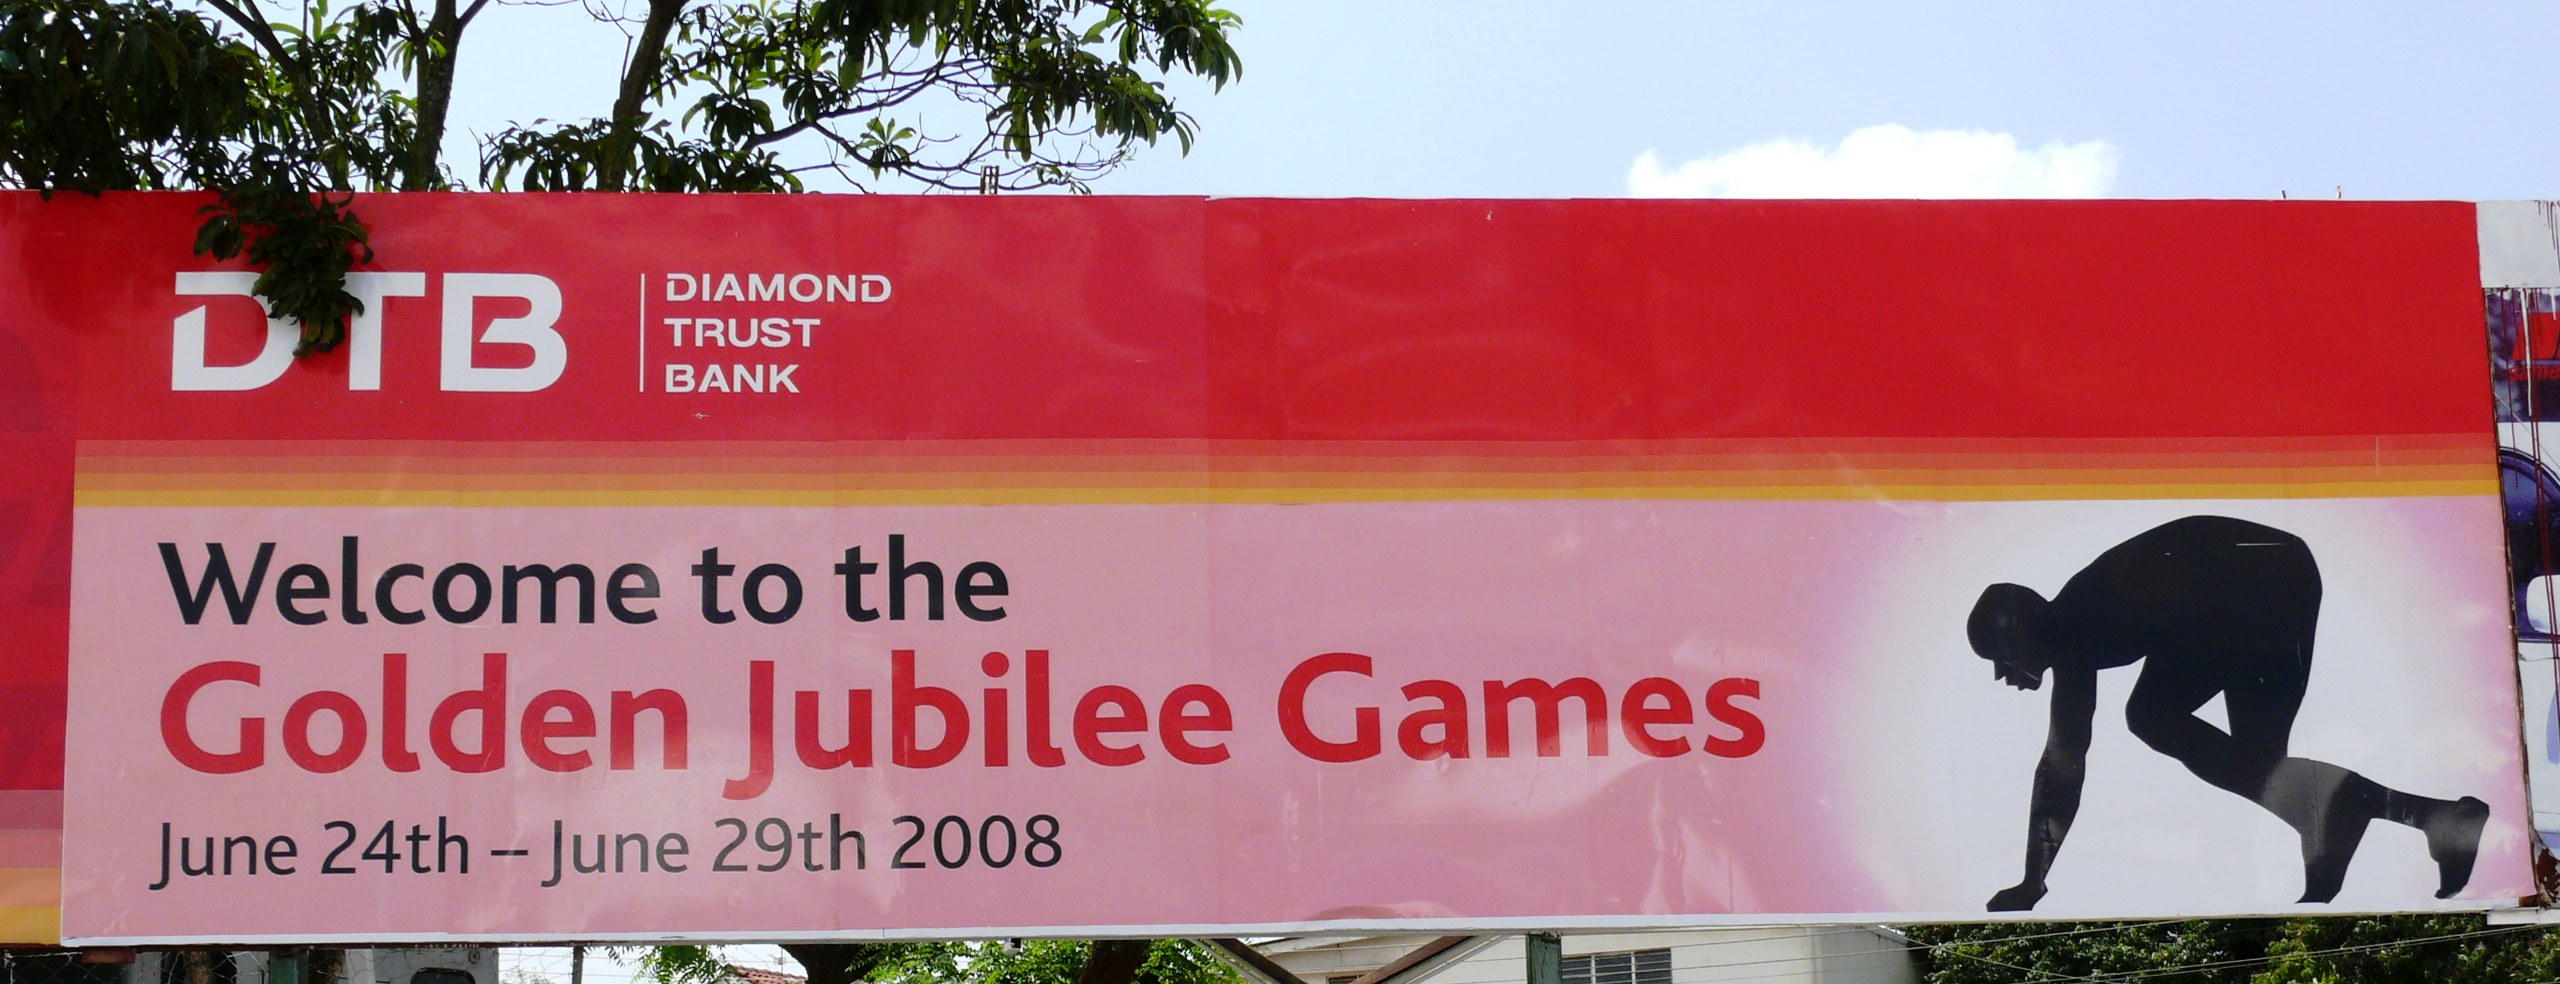 DTB
DIAMOND
TRUST
BANK
Welcome to the
Golden Jubilee Games
June 24th – June 29th 2008